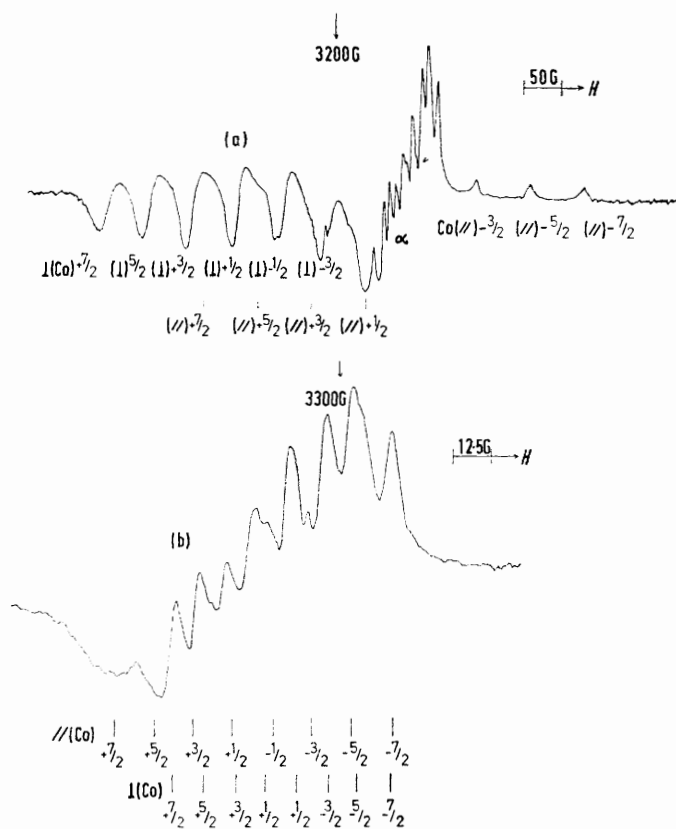 3200G
50G → H
(a)
α
Co(//)-3/2 (//)-5/2 (//)-7/2
⊥(Co)+7/2 (⊥)5/2 (⊥)+3/2 (⊥)+1/2 (⊥)-1/2 (⊥)-3/2
(//)+7/2 (//)+5/2 (//)+3/2 (//)+1/2
3300G
12.5G → H
(b)
//(Co) +7/2 +5/2 +3/2 +1/2 -1/2 -3/2 -5/2 -7/2
⊥(Co) +7/2 +5/2 +3/2 +1/2 +1/2 -3/2 -5/2 -7/2